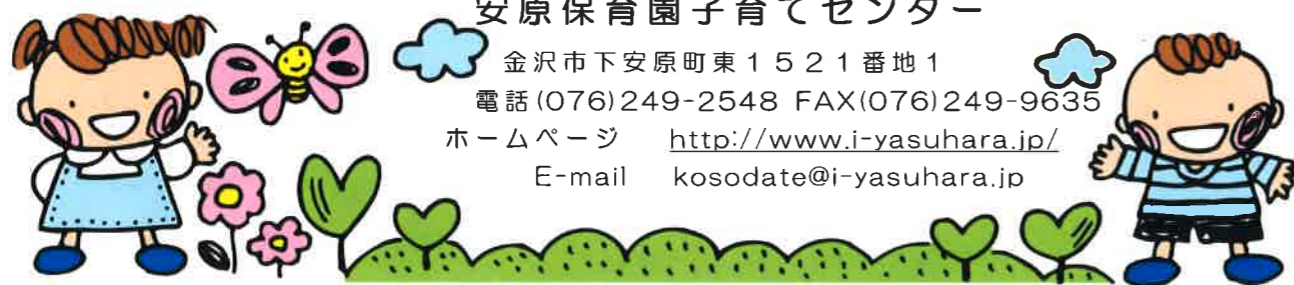 安原保育園子育てセンター
金沢市下安原町東1521番地1
電話(076)249-2548 FAX(076)249-9635
ホームページ http://www.i-yasuhara.jp/
E-mail kosodate@i-yasuhara.jp